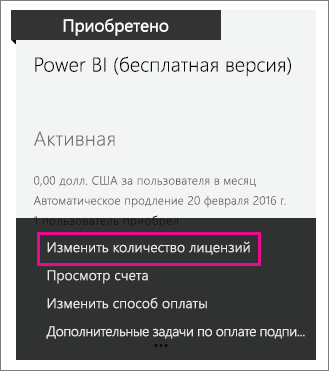 Приобретено
Power BI (бесплатная версия)
Активная
0,00 долл. США за пользователя в месяц
Автоматическое продление 20 февраля 2016 г.
1 пользователь приобрел
Изменить количество лицензий
Просмотр счета
Изменить способ оплаты
Дополнительные задачи по оплате подпи...
...